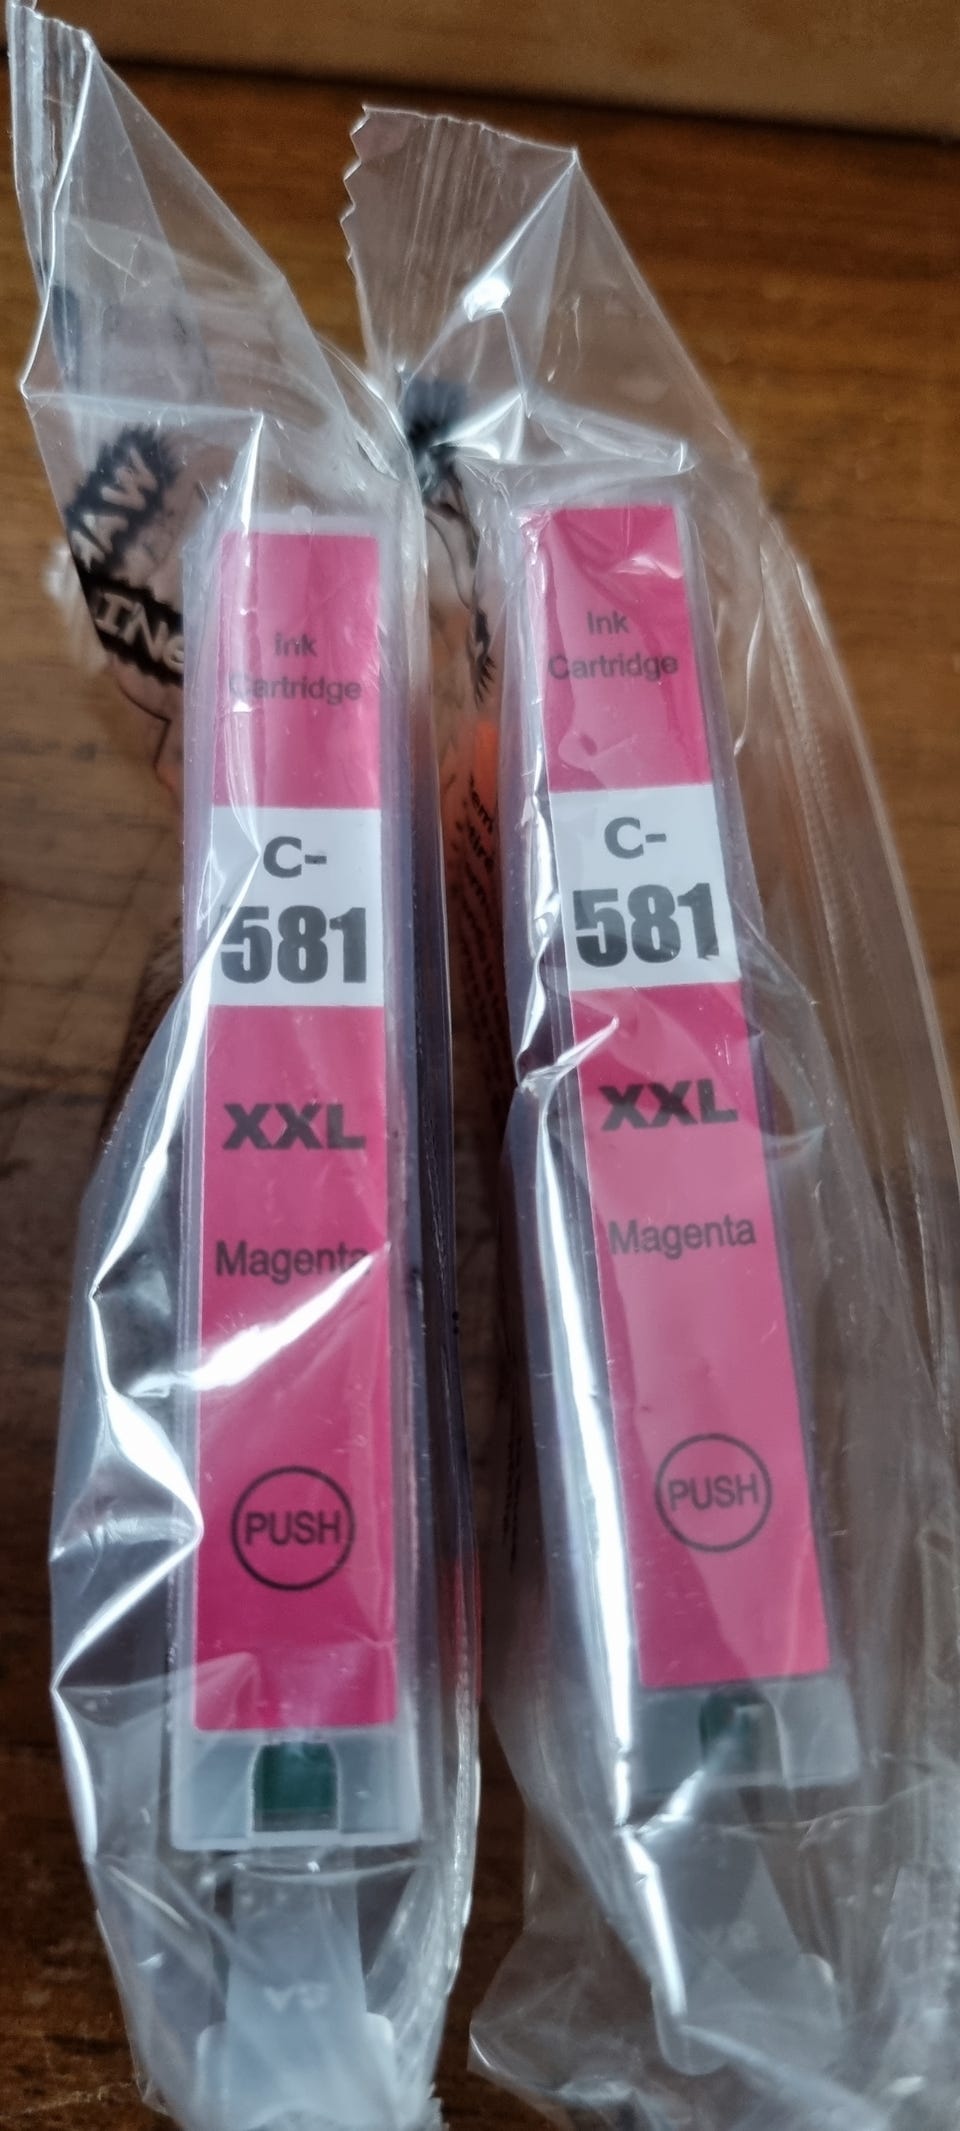 Ink
Cartridge
C-
581
XXL
Magenta
PUSH
Ink
Cartridge
C-
581
XXL
Magenta
PUSH